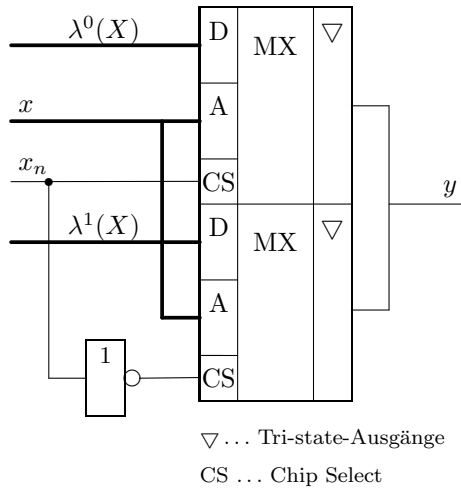 λ⁰(X) D MX ▽
x A
xₙ CS
λ¹(X) D MX ▽ y
A
1 CS
▽ ... Tri-state-Ausgänge
CS ... Chip Select